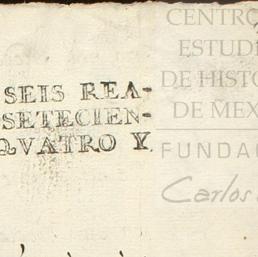 SEIS REA-
SETECIEN-
QVATRO Y
CENTRO
ESTUDI
DE HISTO
DE MEX
FUNDAC
Carlos